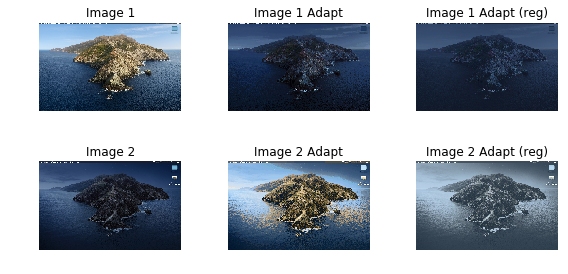 Image 1
Image 1 Adapt
Image 1 Adapt (reg)
Image 2
Image 2 Adapt
Image 2 Adapt (reg)